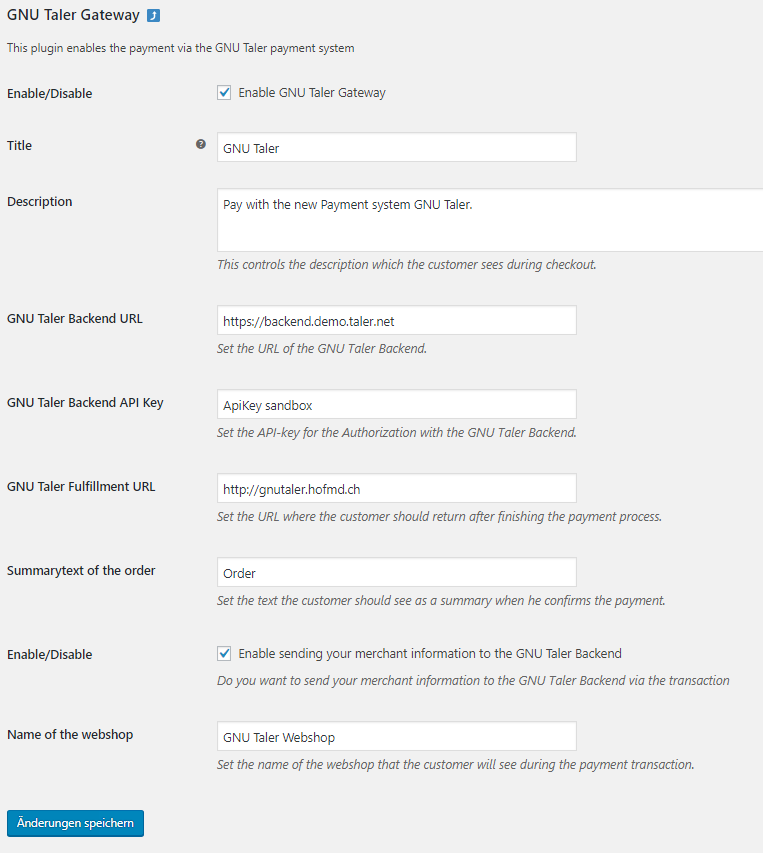 GNU Taler Gateway
This plugin enables the payment via the GNU Taler payment system
Enable/Disable
Enable GNU Taler Gateway
Title
GNU Taler
Description
Pay with the new Payment system GNU Taler.
This controls the description which the customer sees during checkout.
GNU Taler Backend URL
https://backend.demo.taler.net
Set the URL of the GNU Taler Backend.
GNU Taler Backend API Key
ApiKey sandbox
Set the API-key for the Authorization with the GNU Taler Backend.
GNU Taler Fulfillment URL
http://gnutaler.hofmd.ch
Set the URL where the customer should return after finishing the payment process.
Summarytext of the order
Order
Set the text the customer should see as a summary when he confirms the payment.
Enable/Disable
Enable sending your merchant information to the GNU Taler Backend
Do you want to send your merchant information to the GNU Taler Backend via the transaction
Name of the webshop
GNU Taler Webshop
Set the name of the webshop that the customer will see during the payment transaction.
Änderungen speichern